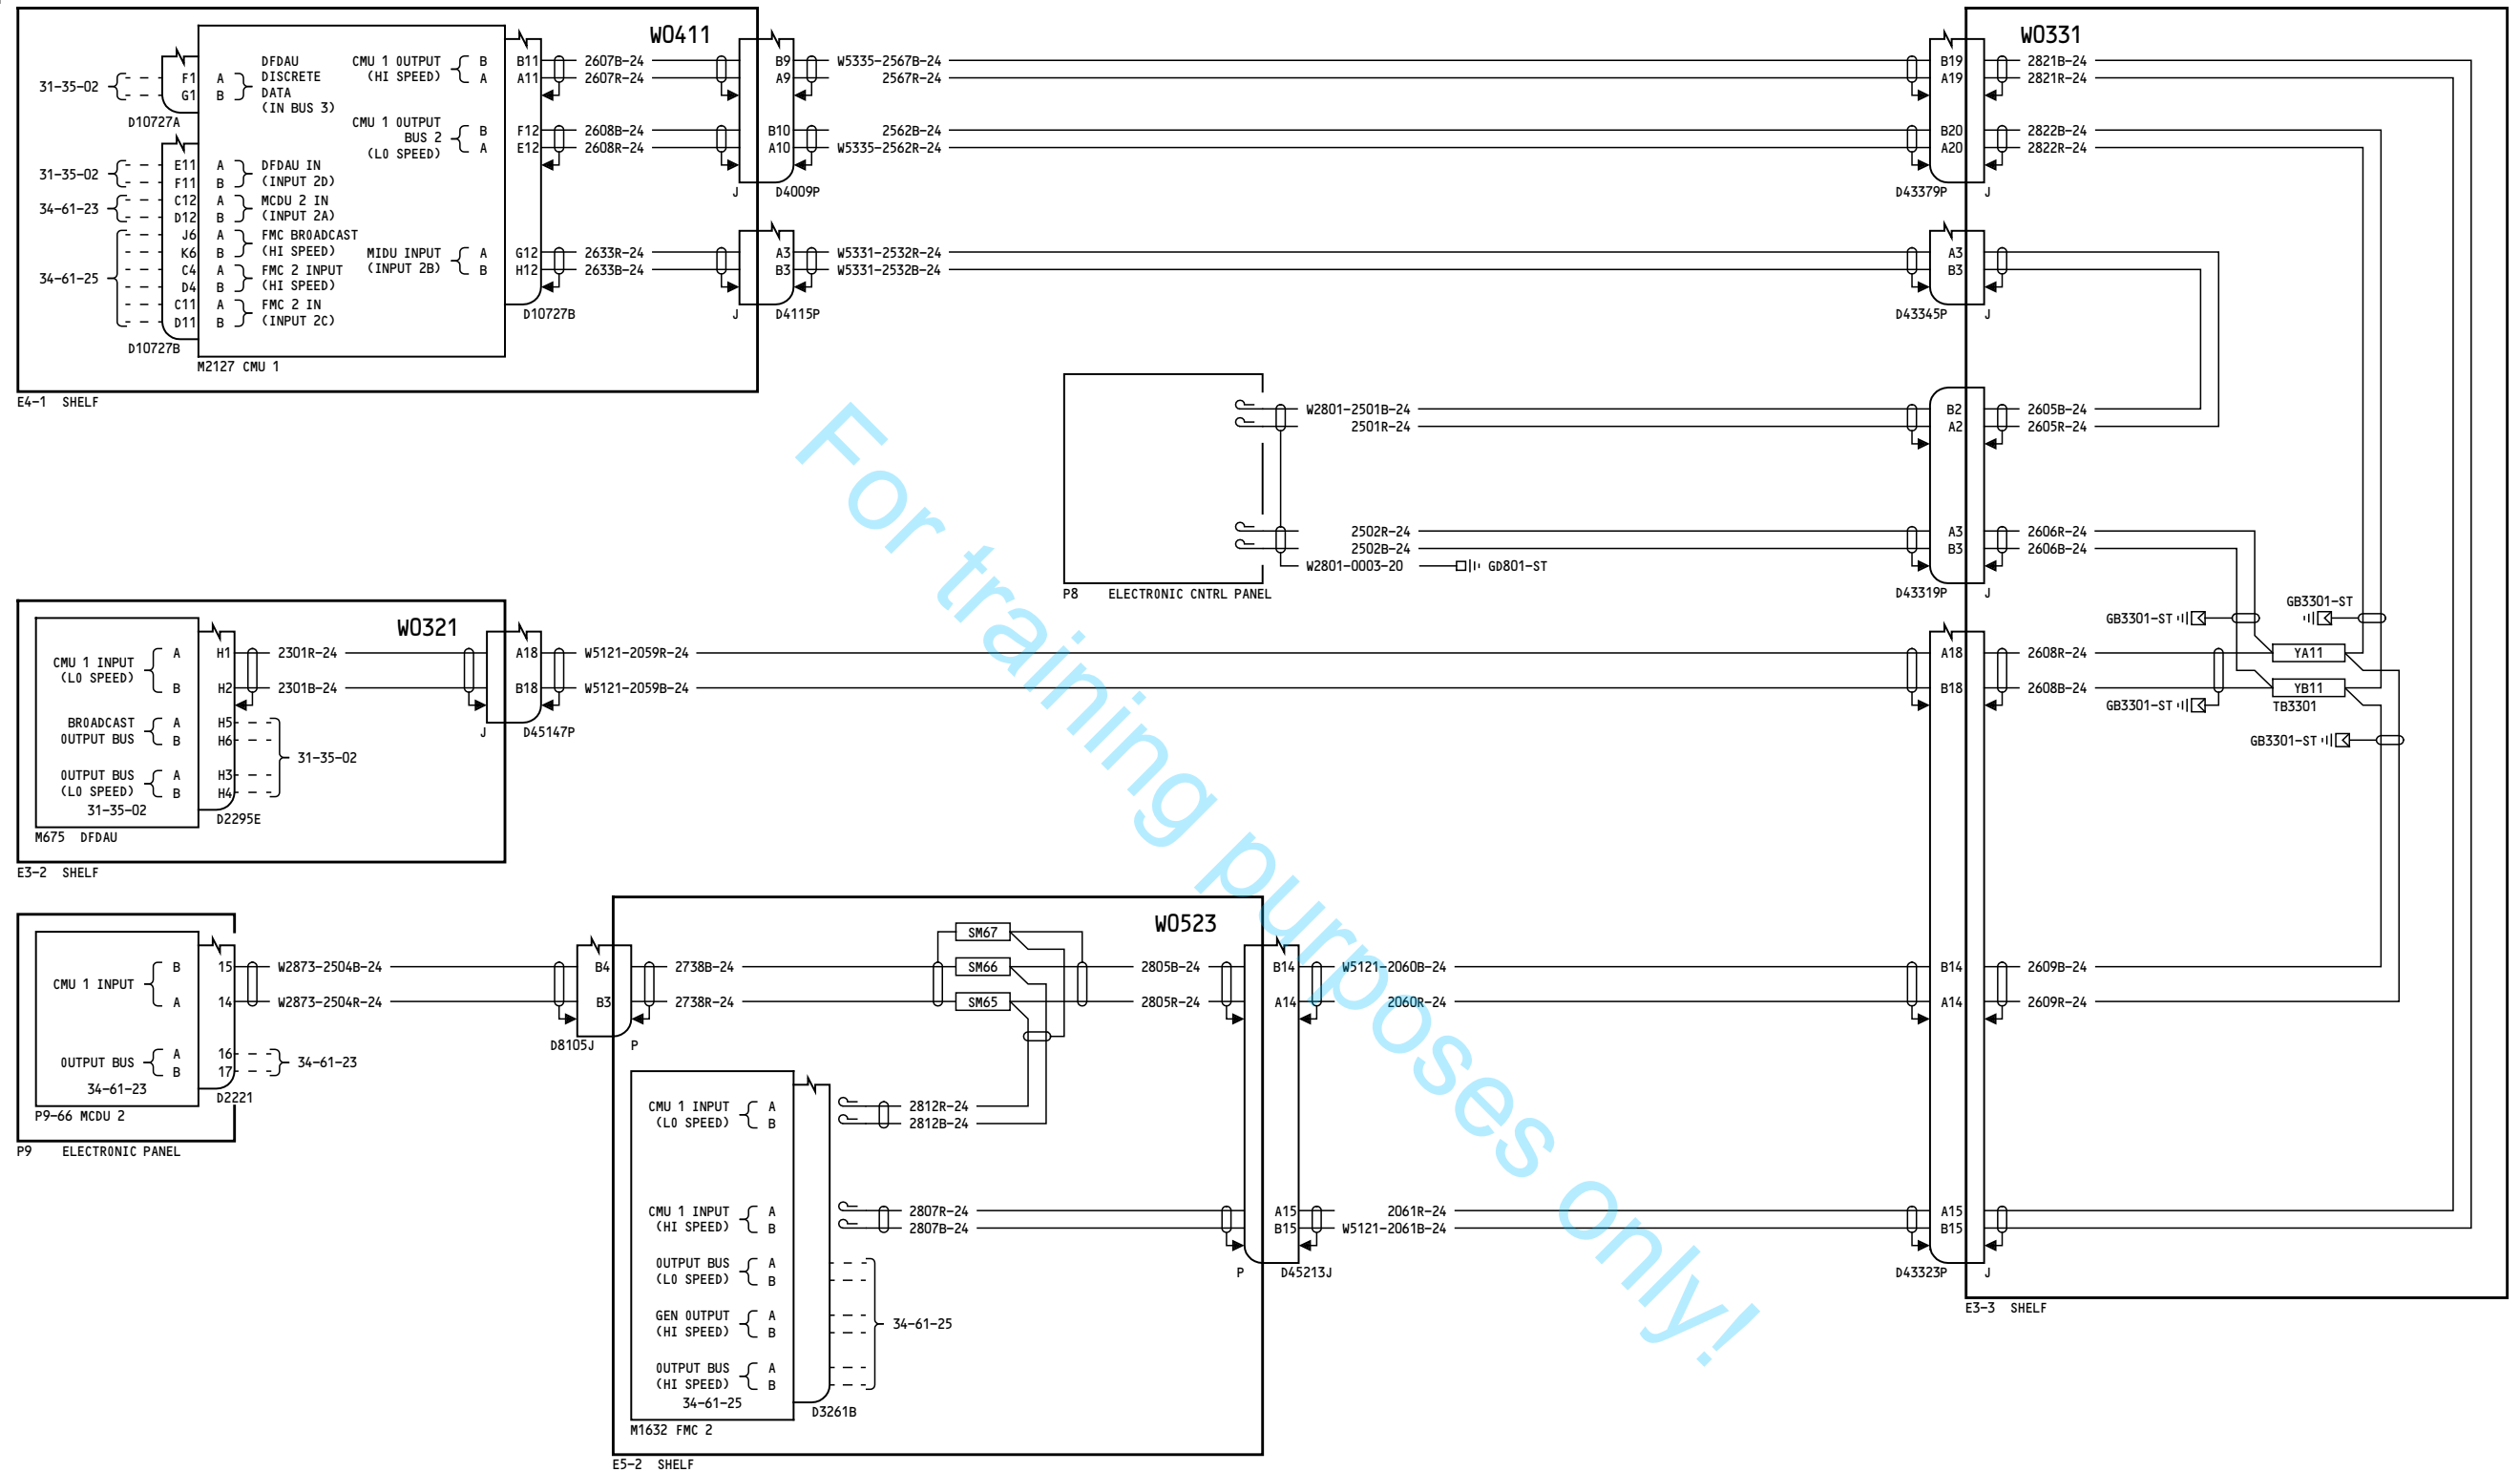 W0411
31-35-02
F1 A
G1 B
DFDAU
DISCRETE
DATA
(IN BUS 3)
D10727A
31-35-02
E11 A
F11 B
DFDAU IN
(INPUT 2D)
34-61-23
C12 A
D12 B
MCDU 2 IN
(INPUT 2A)
34-61-25
J6 A
K6 B
FMC BROADCAST
(HI SPEED)
C4 A
D4 B
FMC 2 INPUT
(HI SPEED)
C11 A
D11 B
FMC 2 IN
(INPUT 2C)
D10727B
CMU 1 OUTPUT
(HI SPEED)
B B11 2607B-24
A A11 2607R-24
CMU 1 OUTPUT
BUS 2
(LO SPEED)
B F12 2608B-24
A E12 2608R-24
MIDU INPUT
(INPUT 2B)
A G12 2633R-24
B H12 2633B-24
D10727B
M2127 CMU 1
E4-1 SHELF
B9 W5335-2567B-24
A9 2567R-24
B10 2562B-24
A10 W5335-2562R-24
J D4009P
A3 W5331-2532R-24
B3 W5331-2532B-24
J D4115P
W0331
B19 2821B-24
A19 2821R-24
B20 2822B-24
A20 2822R-24
D43379P J
A3
B3
D43345P J
W2801-2501B-24
2501R-24
2502R-24
2502B-24
W2801-0003-20
GD801-ST
P8 ELECTRONIC CNTRL PANEL
B2 2605B-24
A2 2605R-24
A3 2606R-24
B3 2606B-24
D43319P J
GB3301-ST
GB3301-ST
A18 2608R-24
B18 2608B-24
YA11
YB11
TB3301
GB3301-ST
GB3301-ST
W0321
CMU 1 INPUT
(LO SPEED)
A H1 2301R-24
B H2 2301B-24
BROADCAST
OUTPUT BUS
A H5
B H6
OUTPUT BUS
(LO SPEED)
A H3
B H4
31-35-02
31-35-02
D2295E
M675 DFDAU
E3-2 SHELF
A18 W5121-2059R-24
B18 W5121-2059B-24
J D45147P
CMU 1 INPUT
B 15 W2873-2504B-24
A 14 W2873-2504R-24
OUTPUT BUS
A 16
B 17
34-61-23
34-61-23
D2221
P9-66 MCDU 2
P9 ELECTRONIC PANEL
W0523
B4 2738B-24
B3 2738R-24
D8105J P
SM67
SM66
SM65
2805B-24
2805R-24
B14 W5121-2060B-24
A14 2060R-24
B14 2609B-24
A14 2609R-24
CMU 1 INPUT
(LO SPEED)
A 2812R-24
B 2812B-24
CMU 1 INPUT
(HI SPEED)
A 2807R-24
B 2807B-24
A15 2061R-24
B15 W5121-2061B-24
A15
B15
OUTPUT BUS
(LO SPEED)
A
B
GEN OUTPUT
(HI SPEED)
A
B
OUTPUT BUS
(HI SPEED)
A
B
34-61-25
34-61-25
D3261B
P D45213J
D43323P J
M1632 FMC 2
E5-2 SHELF
E3-3 SHELF
For training purposes only!